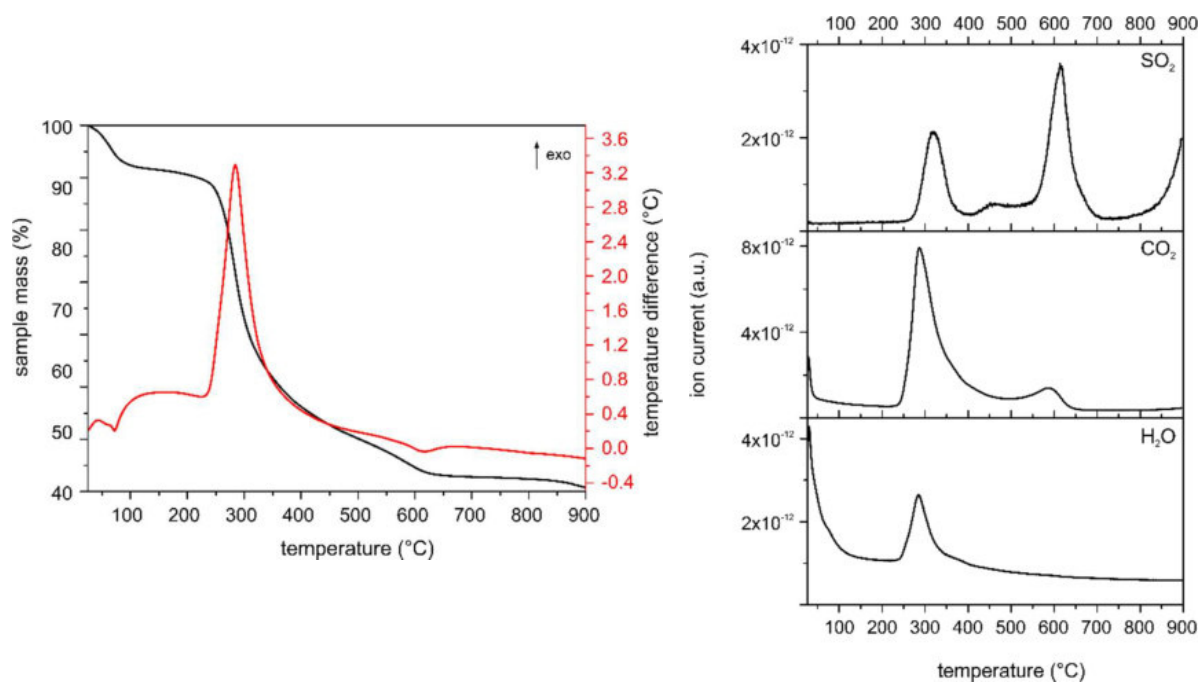 100
90
80
70
60
50
40
sample mass (%)
100 200 300 400 500 600 700 800 900
temperature (°C)
exo
3.6
3.2
2.8
2.4
2.0
1.6
1.2
0.8
0.4
0.0
-0.4
temperature difference (°C)
100 200 300 400 500 600 700 800 900
4x10⁻¹²
SO₂
2x10⁻¹²
8x10⁻¹²
CO₂
4x10⁻¹²
4x10⁻¹²
H₂O
2x10⁻¹²
ion current (a.u.)
100 200 300 400 500 600 700 800 900
temperature (°C)